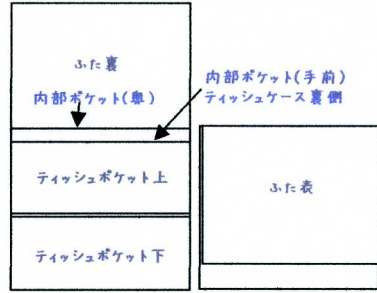 ふた裏
内部ポケット(奥)
内部ポケット(手前)
ティッシュケース裏側
ティッシュポケット上
ふた表
ティッシュポケット下